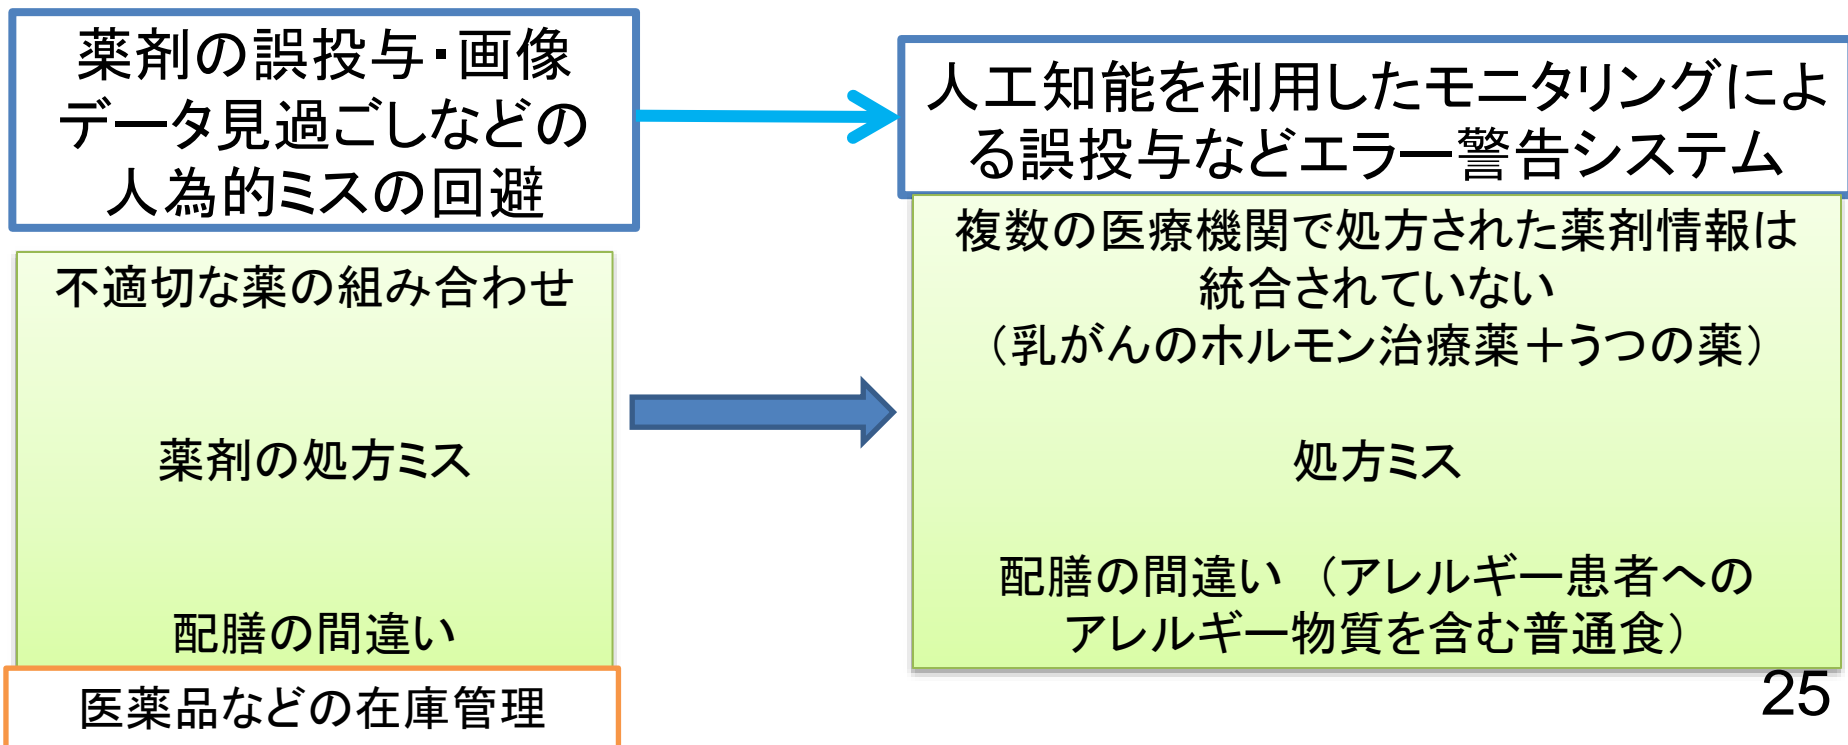 薬剤の誤投与・画像
データ見過ごしなどの
人為的ミスの回避
人工知能を利用したモニタリングによ
る誤投与などエラー警告システム
不適切な薬の組み合わせ
薬剤の処方ミス
配膳の間違い
複数の医療機関で処方された薬剤情報は
統合されていない
（乳がんのホルモン治療薬＋うつの薬）
処方ミス
配膳の間違い （アレルギー患者への
アレルギー物質を含む普通食）
医薬品などの在庫管理
25